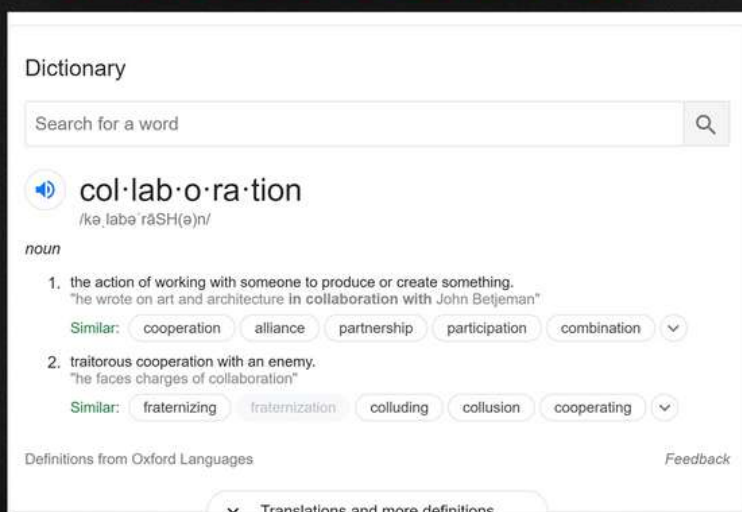 Dictionary
Search for a word
col·lab·o·ra·tion
/kəˌlabəˈrāSH(ə)n/
noun
1. the action of working with someone to produce or create something.
"he wrote on art and architecture in collaboration with John Betjeman"
Similar: cooperation alliance partnership participation combination
2. traitorous cooperation with an enemy.
"he faces charges of collaboration"
Similar: fraternizing fraternization colluding collusion cooperating
Definitions from Oxford Languages Feedback
Translations and more definitions